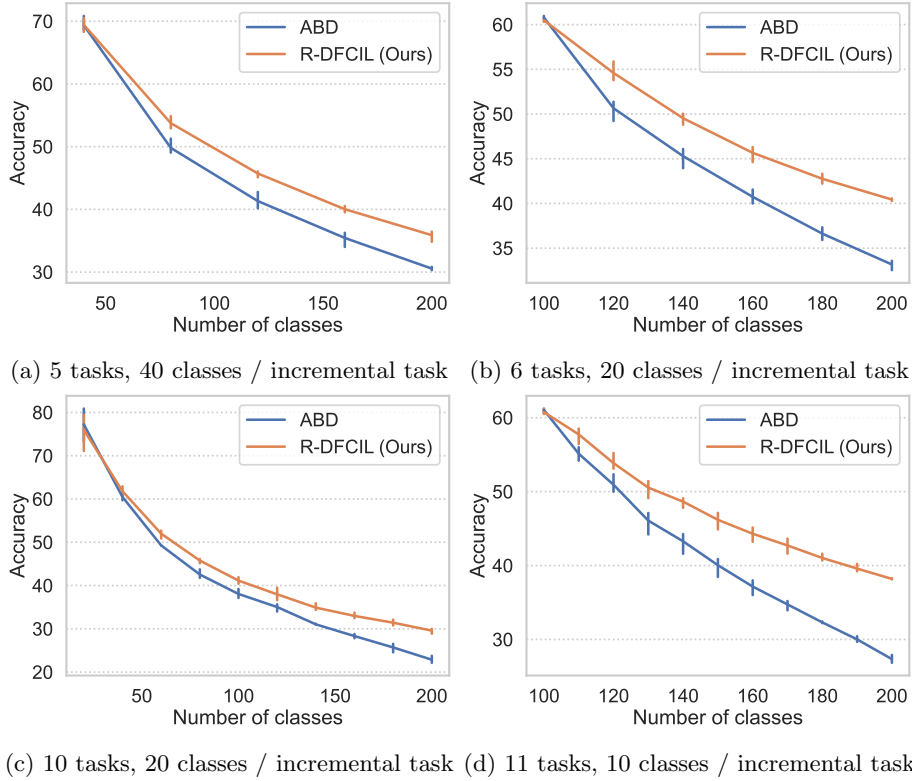 70
60
50
40
30
Accuracy
50
100
150
200
Number of classes
ABD
R-DFCIL (Ours)
60
55
50
45
40
35
Accuracy
100
120
140
160
180
200
Number of classes
ABD
R-DFCIL (Ours)
(a) 5 tasks, 40 classes / incremental task
(b) 6 tasks, 20 classes / incremental task
80
70
60
50
40
30
20
Accuracy
50
100
150
200
Number of classes
ABD
R-DFCIL (Ours)
60
50
40
30
Accuracy
100
120
140
160
180
200
Number of classes
ABD
R-DFCIL (Ours)
(c) 10 tasks, 20 classes / incremental task
(d) 11 tasks, 10 classes / incremental task